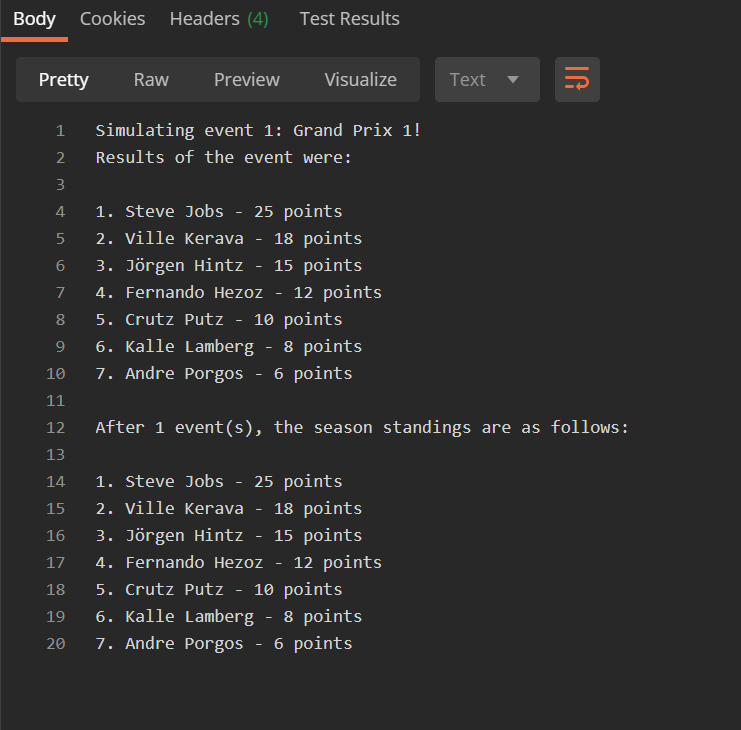 Body Cookies Headers (4) Test Results
Pretty Raw Preview Visualize Text
1 Simulating event 1: Grand Prix 1!
2 Results of the event were:
3
4 1. Steve Jobs - 25 points
5 2. Ville Kerava - 18 points
6 3. Jörgen Hintz - 15 points
7 4. Fernando Hezoz - 12 points
8 5. Crutz Putz - 10 points
9 6. Kalle Lamberg - 8 points
10 7. Andre Porgos - 6 points
11
12 After 1 event(s), the season standings are as follows:
13
14 1. Steve Jobs - 25 points
15 2. Ville Kerava - 18 points
16 3. Jörgen Hintz - 15 points
17 4. Fernando Hezoz - 12 points
18 5. Crutz Putz - 10 points
19 6. Kalle Lamberg - 8 points
20 7. Andre Porgos - 6 points